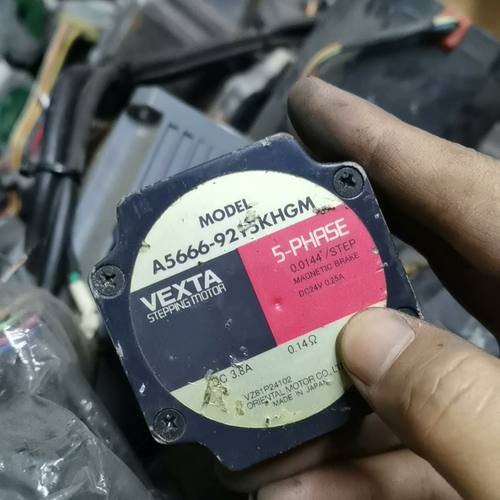 MODEL
A5666-9215KHGM
5-PHASE
0.0144°/STEP
MAGNETIC BRAKE
DC24V 0.25A
VEXTA
STEPPING MOTOR
DC 3.8A 0.14Ω
VZ81P24102
ORIENTAL MOTOR CO.,LTD.
MADE IN JAPAN